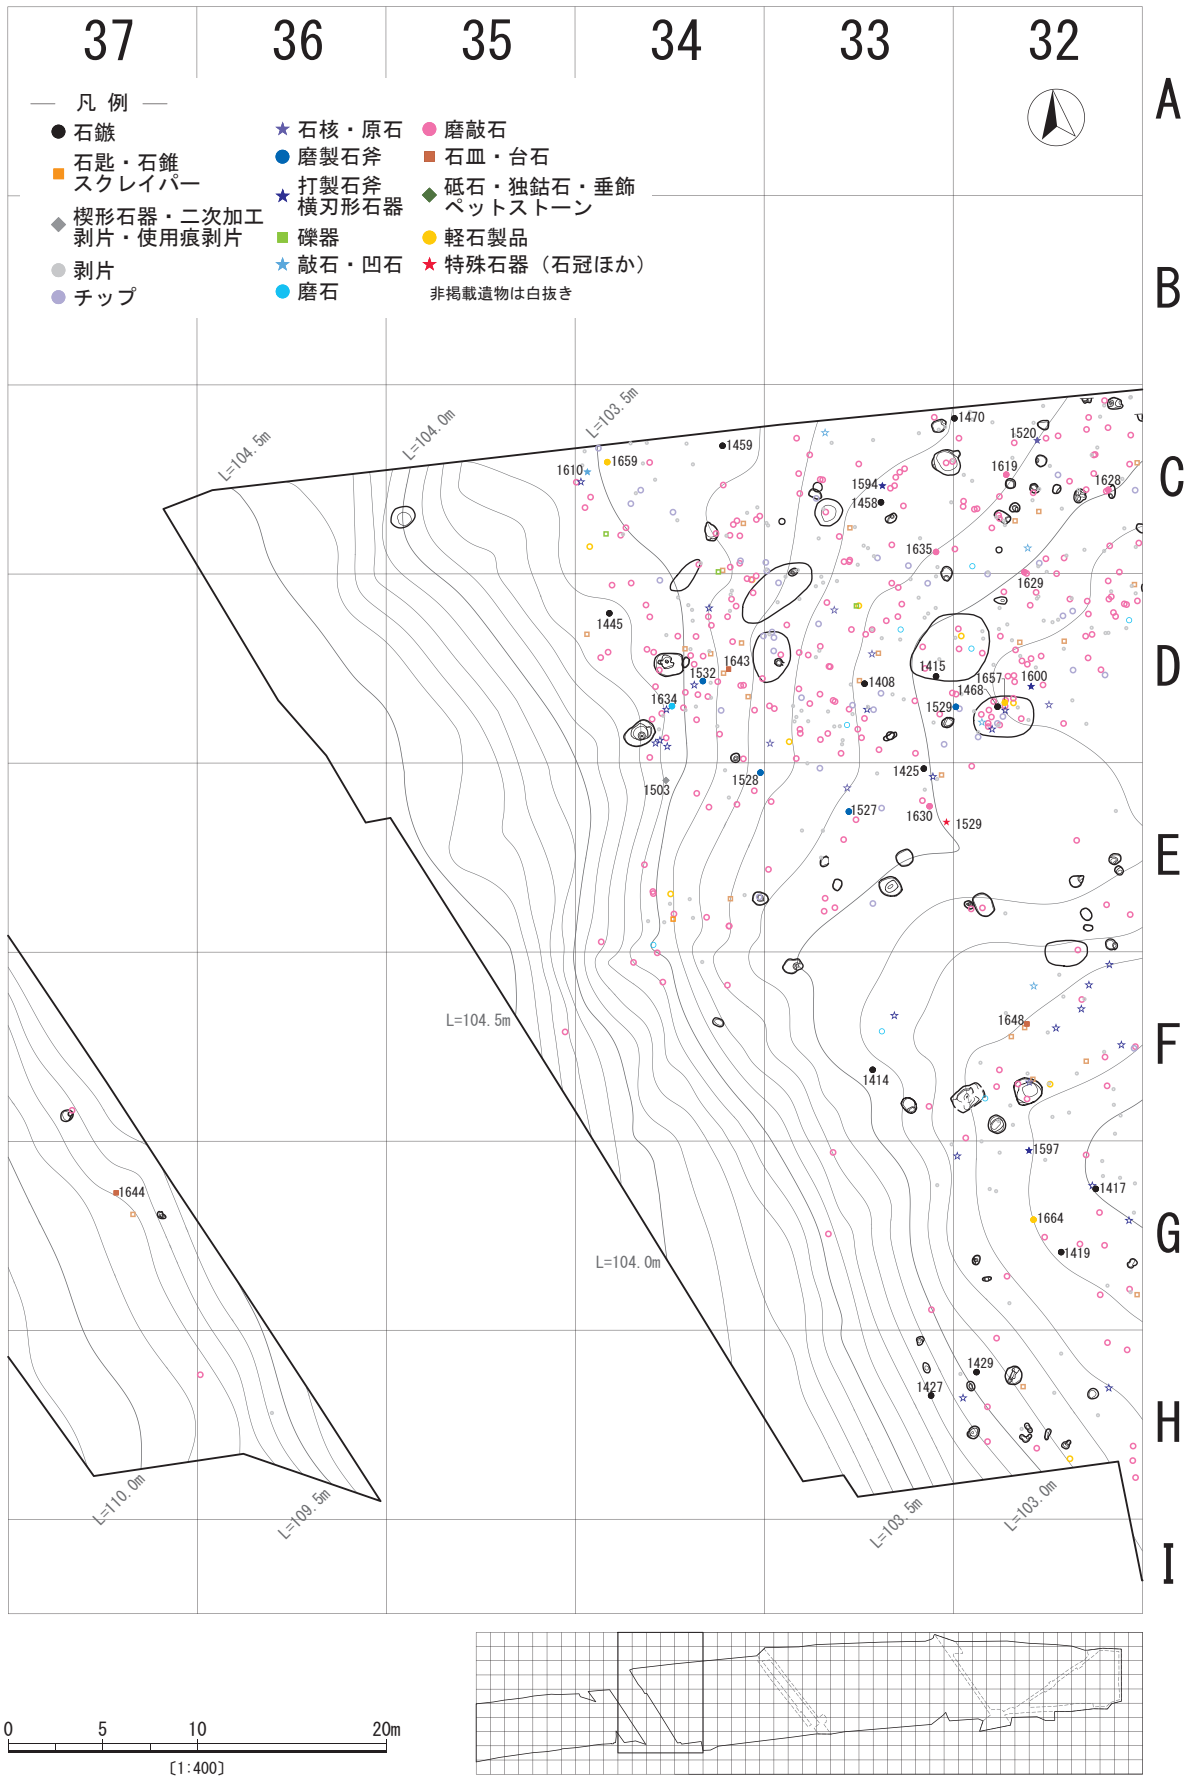 37 36 35 34 33 32
A
B
C
D
E
F
G
H
I
凡 例
石鏃
石匙・石錐
スクレイパー
楔形石器・二次加工
剥片・使用痕剥片
剥片
チップ
石核・原石
磨製石斧
打製石斧
横刃形石器
礫器
敲石・凹石
磨石
磨敲石
石皿・台石
砥石・独鈷石・垂飾
ペットストーン
軽石製品
特殊石器（石冠ほか）
非掲載遺物は白抜き
L=104.5m
L=104.0m
L=103.5m
1470
1520
1459
1659
1610
1619
1594
1628
1458
1635
1629
1445
1643
1415
1532
1657
1600
1408
1468
1634
1529
1425
1528
1503
1527
1630
1529
L=104.5m
1648
1414
1597
1644
1417
1664
1419
L=104.0m
1429
1427
L=110.0m
L=109.5m
L=103.5m
L=103.0m
0 5 10 20m
〔1:400〕